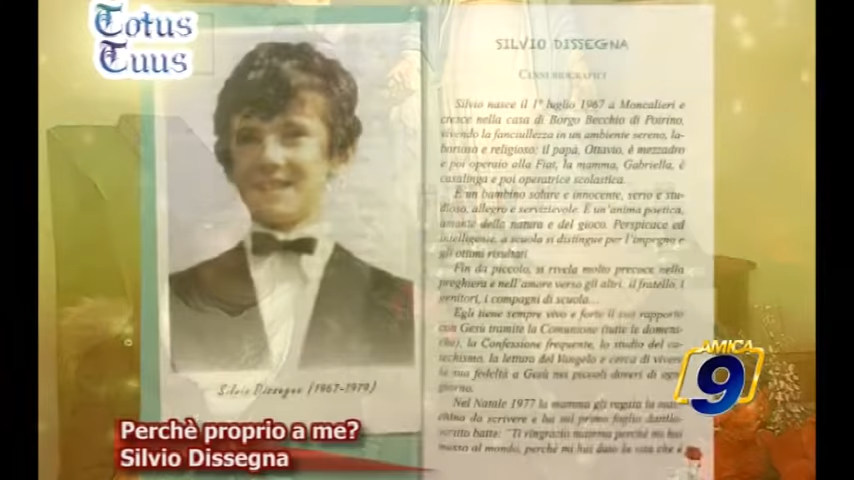 Totus
Tuus
SILVIO DISSEGNA
CENNI BIOGRAFICI
Silvio nasce il 1° luglio 1967 a Moncalieri e
cresce nella casa di Borgo Becchio di Poirino,
vivendo la fanciullezza in un ambiente sereno, la-
borioso e religioso: il papà, Ottavio, è mezzadro
e poi operaio alla Fiat, la mamma, Gabriella, è
casalinga e poi operatrice scolastica.
È un bambino solare e innocente, serio e stu-
dioso, allegro e servizievole. È un'anima poetica,
amante della natura e del gioco. Perspicace ed
intelligente, a scuola si distingue per l'impegno e
gli ottimi risultati.
Fin da piccolo, si rivela molto precoce nella
preghiera e nell'amore verso gli altri: il fratello, i
genitori, i compagni di scuola...
Egli tiene sempre vivo e forte il suo rapporto
con Gesù tramite la Comunione (tutte le domeni-
che), la Confessione frequente, lo studio del ca-
techismo, la lettura del Vangelo e cerca di vivere
la sua fedeltà a Gesù nei piccoli doveri di ogni
giorno.
Nel Natale 1977 la mamma gli regala la mac-
china da scrivere e ha sul primo foglio dattilo-
scritto batte: "Ti ringrazio mamma perché mi hai
messo al mondo, perché mi hai dato la vita che è
Silvio Dissegna (1967-1979)
AMICA
9
Perchè proprio a me?
Silvio Dissegna